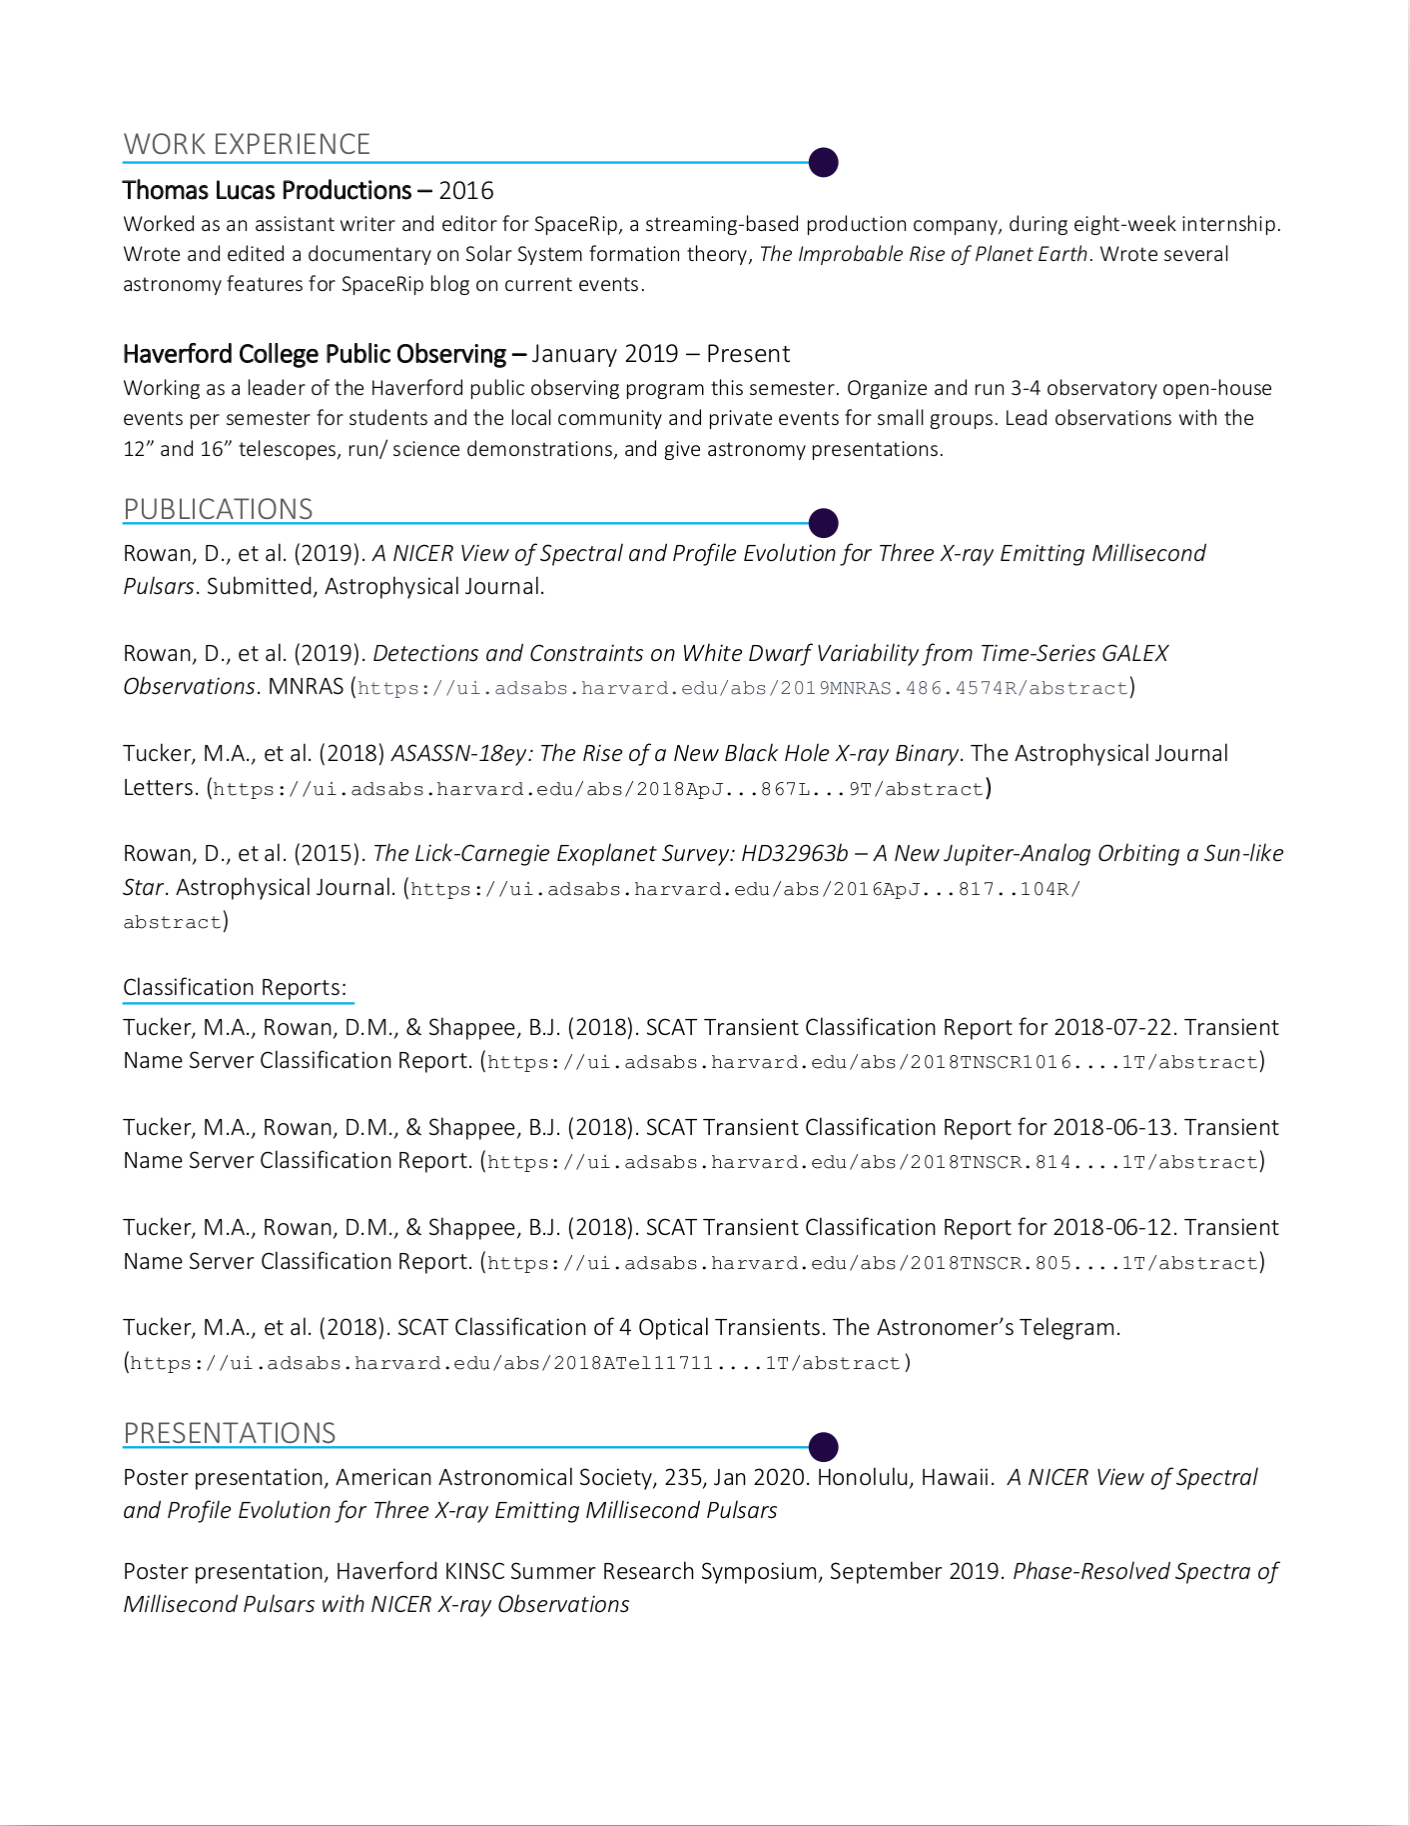 WORK EXPERIENCE
Thomas Lucas Productions – 2016
Worked as an assistant writer and editor for SpaceRip, a streaming-based production company, during eight-week internship.
Wrote and edited a documentary on Solar System formation theory, The Improbable Rise of Planet Earth. Wrote several
astronomy features for SpaceRip blog on current events.
Haverford College Public Observing – January 2019 – Present
Working as a leader of the Haverford public observing program this semester. Organize and run 3-4 observatory open-house
events per semester for students and the local community and private events for small groups. Lead observations with the
12” and 16” telescopes, run/ science demonstrations, and give astronomy presentations.
PUBLICATIONS
Rowan, D., et al. (2019). A NICER View of Spectral and Profile Evolution for Three X-ray Emitting Millisecond
Pulsars. Submitted, Astrophysical Journal.
Rowan, D., et al. (2019). Detections and Constraints on White Dwarf Variability from Time-Series GALEX
Observations. MNRAS (https://ui.adsabs.harvard.edu/abs/2019MNRAS.486.4574R/abstract)
Tucker, M.A., et al. (2018) ASASSN-18ey: The Rise of a New Black Hole X-ray Binary. The Astrophysical Journal
Letters. (https://ui.adsabs.harvard.edu/abs/2018ApJ...867L...9T/abstract)
Rowan, D., et al. (2015). The Lick-Carnegie Exoplanet Survey: HD32963b – A New Jupiter-Analog Orbiting a Sun-like
Star. Astrophysical Journal. (https://ui.adsabs.harvard.edu/abs/2016ApJ...817..104R/
abstract)
Classification Reports:
Tucker, M.A., Rowan, D.M., & Shappee, B.J. (2018). SCAT Transient Classification Report for 2018-07-22. Transient
Name Server Classification Report. (https://ui.adsabs.harvard.edu/abs/2018TNSCR1016....1T/abstract)
Tucker, M.A., Rowan, D.M., & Shappee, B.J. (2018). SCAT Transient Classification Report for 2018-06-13. Transient
Name Server Classification Report. (https://ui.adsabs.harvard.edu/abs/2018TNSCR.814....1T/abstract)
Tucker, M.A., Rowan, D.M., & Shappee, B.J. (2018). SCAT Transient Classification Report for 2018-06-12. Transient
Name Server Classification Report. (https://ui.adsabs.harvard.edu/abs/2018TNSCR.805....1T/abstract)
Tucker, M.A., et al. (2018). SCAT Classification of 4 Optical Transients. The Astronomer’s Telegram.
(https://ui.adsabs.harvard.edu/abs/2018ATel11711....1T/abstract)
PRESENTATIONS
Poster presentation, American Astronomical Society, 235, Jan 2020. Honolulu, Hawaii. A NICER View of Spectral
and Profile Evolution for Three X-ray Emitting Millisecond Pulsars
Poster presentation, Haverford KINSC Summer Research Symposium, September 2019. Phase-Resolved Spectra of
Millisecond Pulsars with NICER X-ray Observations